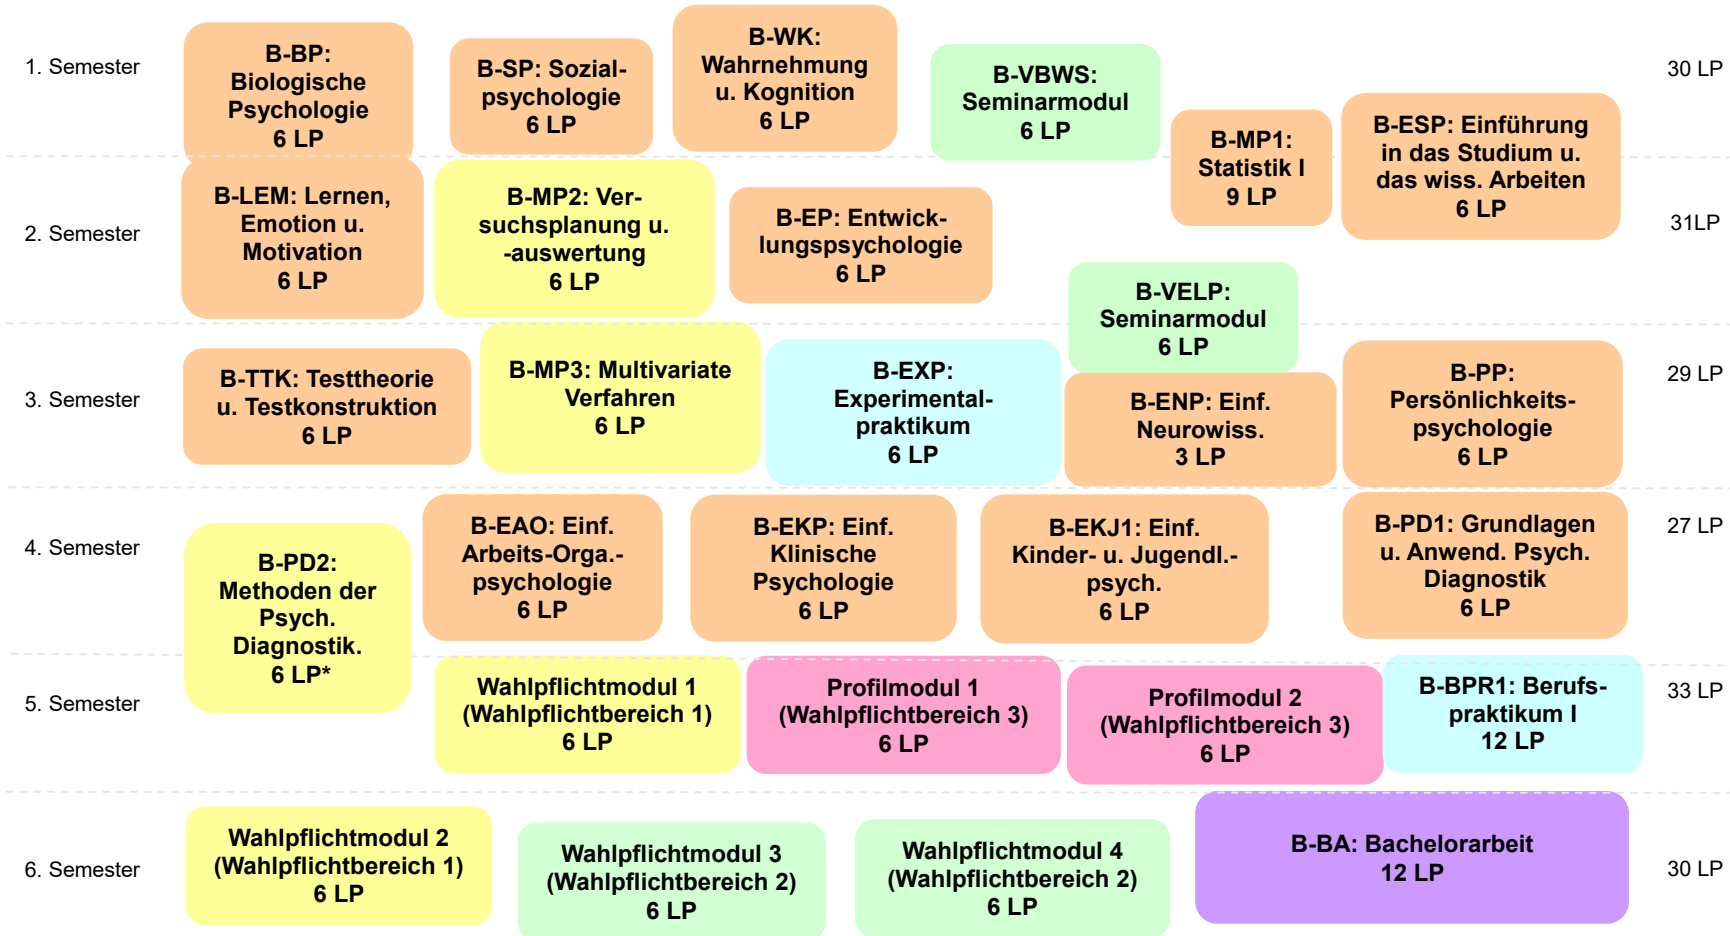 1. Semester
B-BP:
Biologische
Psychologie
6 LP
B-SP: Sozial-
psychologie
6 LP
B-WK:
Wahrnehmung
u. Kognition
6 LP
B-VBWS:
Seminarmodul
6 LP
B-MP1:
Statistik I
9 LP
B-ESP: Einführung
in das Studium u.
das wiss. Arbeiten
6 LP
30 LP
2. Semester
B-LEM: Lernen,
Emotion u.
Motivation
6 LP
B-MP2: Ver-
suchsplanung u.
-auswertung
6 LP
B-EP: Entwick-
lungspsychologie
6 LP
B-VELP:
Seminarmodul
6 LP
31LP
3. Semester
B-TTK: Testtheorie
u. Testkonstruktion
6 LP
B-MP3: Multivariate
Verfahren
6 LP
B-EXP:
Experimental-
praktikum
6 LP
B-ENP: Einf.
Neurowiss.
3 LP
B-PP:
Persönlichkeits-
psychologie
6 LP
29 LP
4. Semester
B-PD2:
Methoden der
Psych.
Diagnostik.
6 LP*
B-EAO: Einf.
Arbeits-Orga.-
psychologie
6 LP
B-EKP: Einf.
Klinische
Psychologie
6 LP
B-EKJ1: Einf.
Kinder- u. Jugendl.-
psych.
6 LP
B-PD1: Grundlagen
u. Anwend. Psych.
Diagnostik
6 LP
27 LP
5. Semester
Wahlpflichtmodul 1
(Wahlpflichtbereich 1)
6 LP
Profilmodul 1
(Wahlpflichtbereich 3)
6 LP
Profilmodul 2
(Wahlpflichtbereich 3)
6 LP
B-BPR1: Berufs-
praktikum I
12 LP
33 LP
6. Semester
Wahlpflichtmodul 2
(Wahlpflichtbereich 1)
6 LP
Wahlpflichtmodul 3
(Wahlpflichtbereich 2)
6 LP
Wahlpflichtmodul 4
(Wahlpflichtbereich 2)
6 LP
B-BA: Bachelorarbeit
12 LP
30 LP